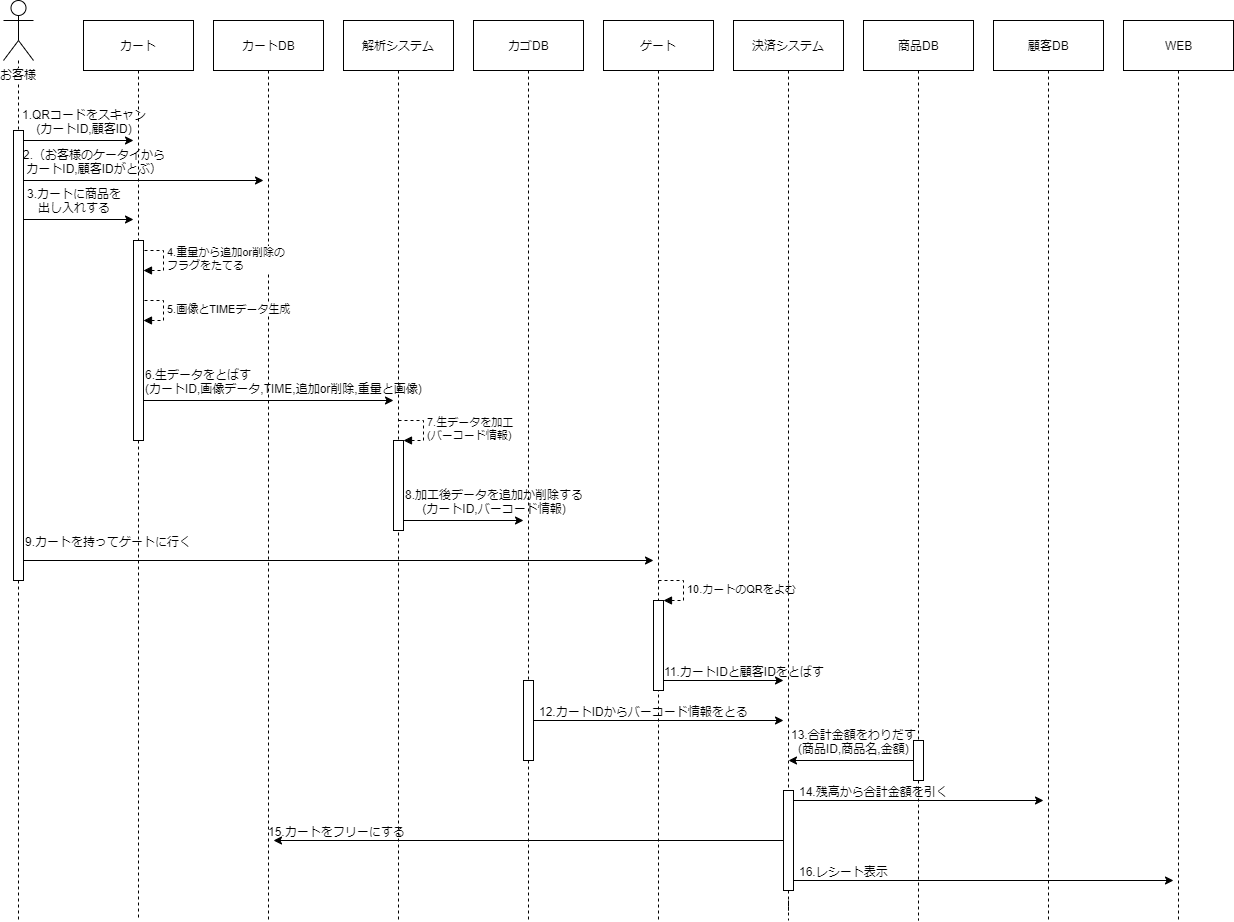 お客様
カート
カートDB
解析システム
カゴDB
ゲート
決済システム
商品DB
顧客DB
WEB
1.QRコードをスキャン
(カートID,顧客ID)
2.（お客様のケータイから
カートID,顧客IDがとぶ）
3.カートに商品を
出し入れする
4.重量から追加or削除の
フラグをたてる
5.画像とTIMEデータ生成
6.生データをとばす
(カートID,画像データ,TIME,追加or削除,重量と画像)
7.生データを加工
(バーコード情報)
8.加工後データを追加か削除する
(カートID,バーコード情報)
9.カートを持ってゲートに行く
10.カートのQRをよむ
11.カートIDと顧客IDをとばす
12.カートIDからバーコード情報をとる
13.合計金額をわりだす
(商品ID,商品名,金額)
14.残高から合計金額を引く
15.カートをフリーにする
16.レシート表示